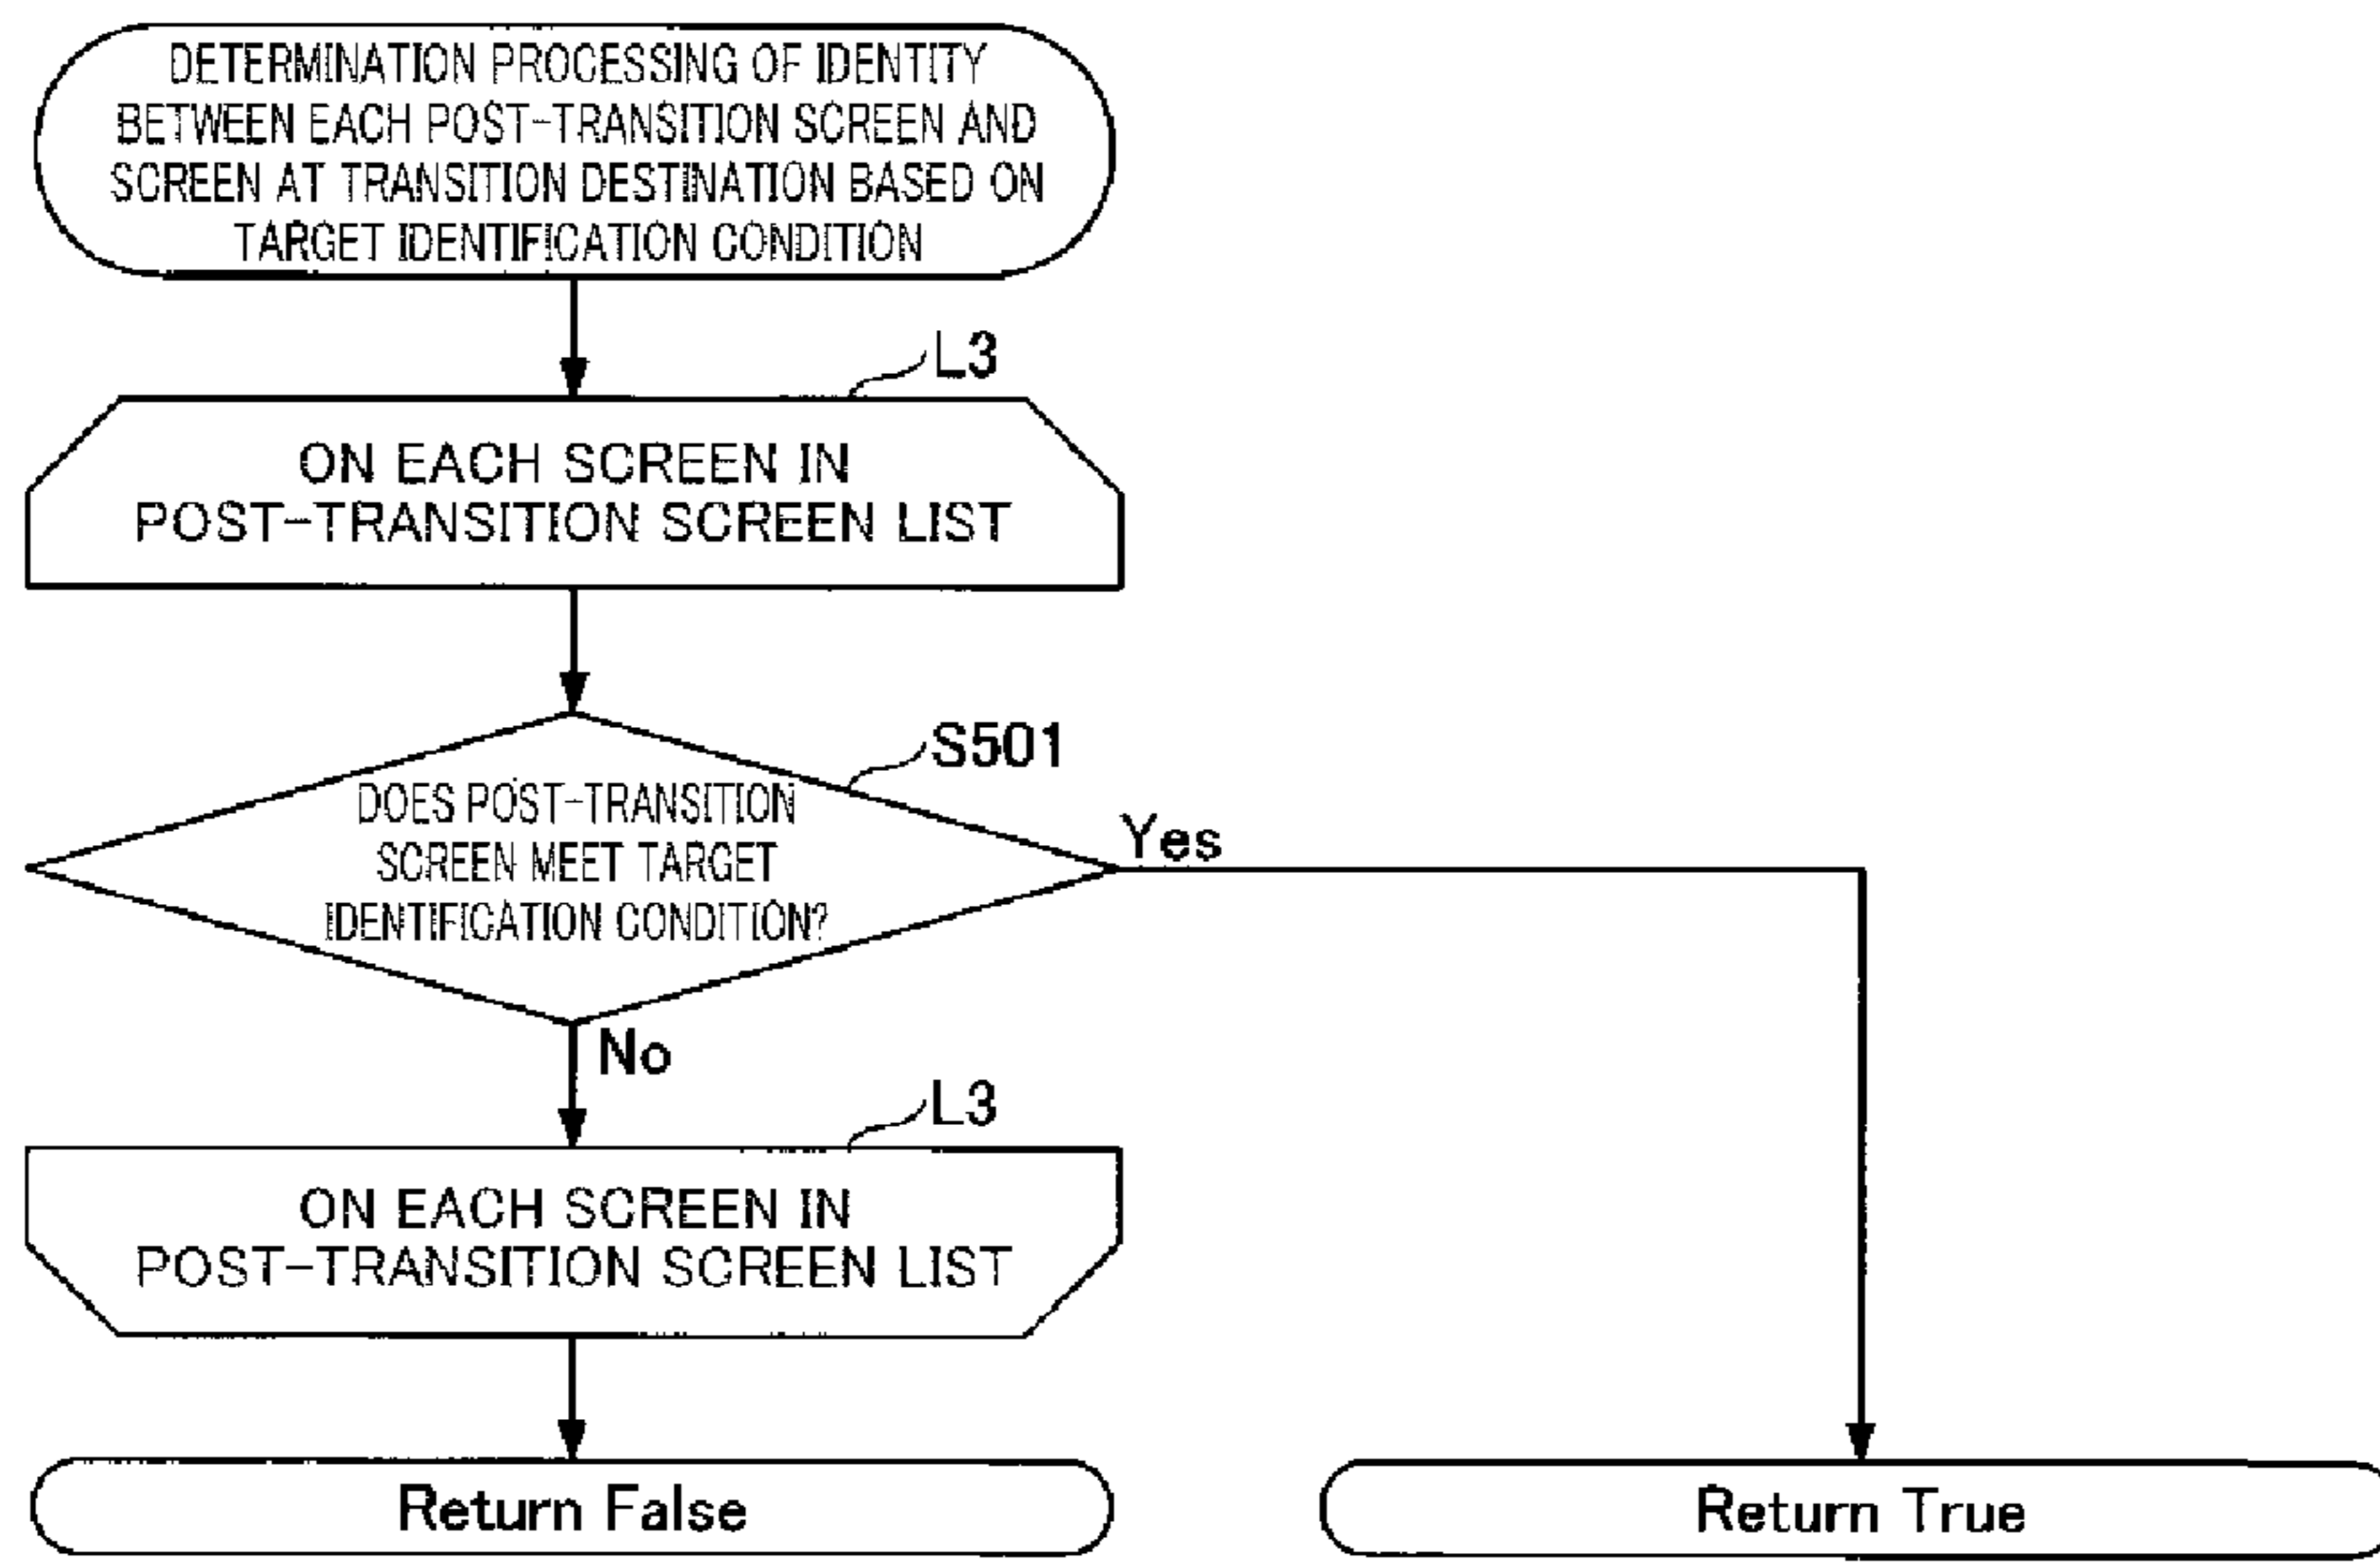 DETERMINATION PROCESSING OF IDENTITY
BETWEEN EACH POST-TRANSITION SCREEN AND
SCREEN AT TRANSITION DESTINATION BASED ON
TARGET IDENTIFICATION CONDITION
L3
ON EACH SCREEN IN
POST-TRANSITION SCREEN LIST
S501
DOES POST-TRANSITION
SCREEN MEET TARGET
IDENTIFICATION CONDITION?
Yes
No
L3
ON EACH SCREEN IN
POST-TRANSITION SCREEN LIST
Return False
Return True